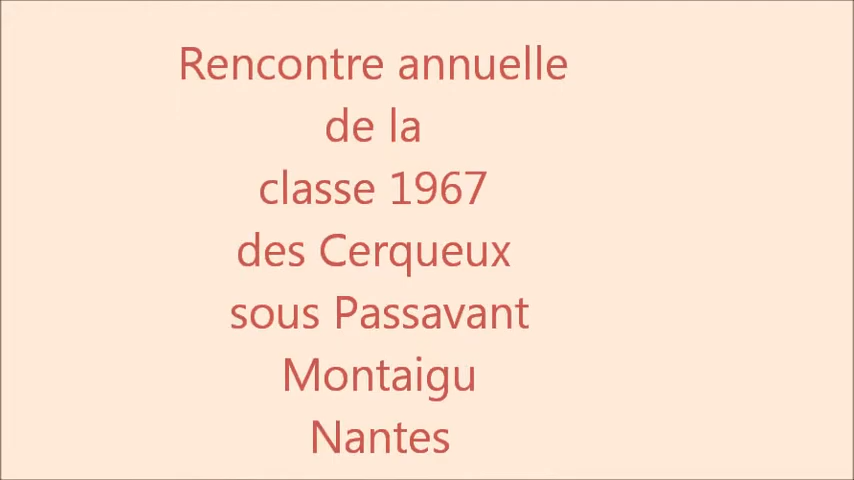 Rencontre annuelle
de la
classe 1967
des Cerqueux
sous Passavant
Montaigu
Nantes